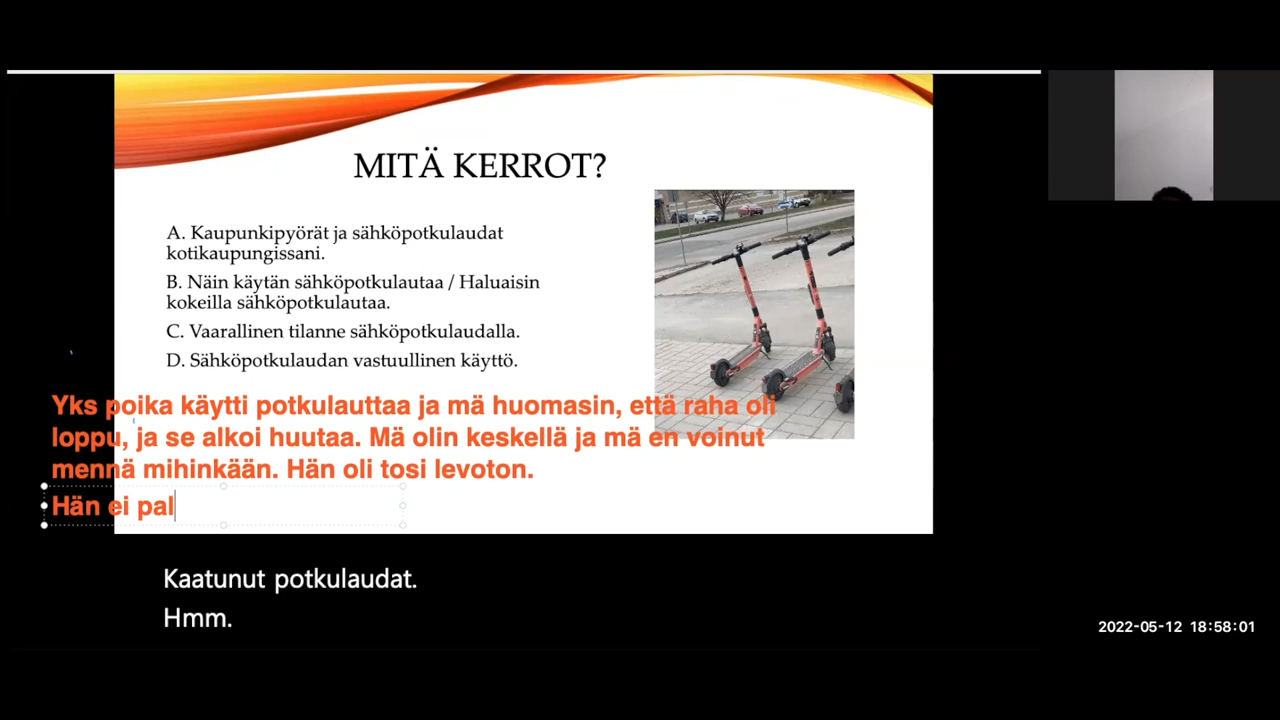 MITÄ KERROT?
A. Kaupunkipyörät ja sähköpotkulaudat
kotikaupungissani.
B. Näin käytän sähköpotkulautaa / Haluaisin
kokeilla sähköpotkulautaa.
C. Vaarallinen tilanne sähköpotkulaudalla.
D. Sähköpotkulaudan vastuullinen käyttö.
Yks poika käytti potkulauttaa ja mä huomasin, että raha oli
loppu, ja se alkoi huutaa. Mä olin keskellä ja mä en voinut
mennä mihinkään. Hän oli tosi levoton.
Hän ei pal
Kaatunut potkulaudat.
Hmm.
2022-05-12 18:58:01